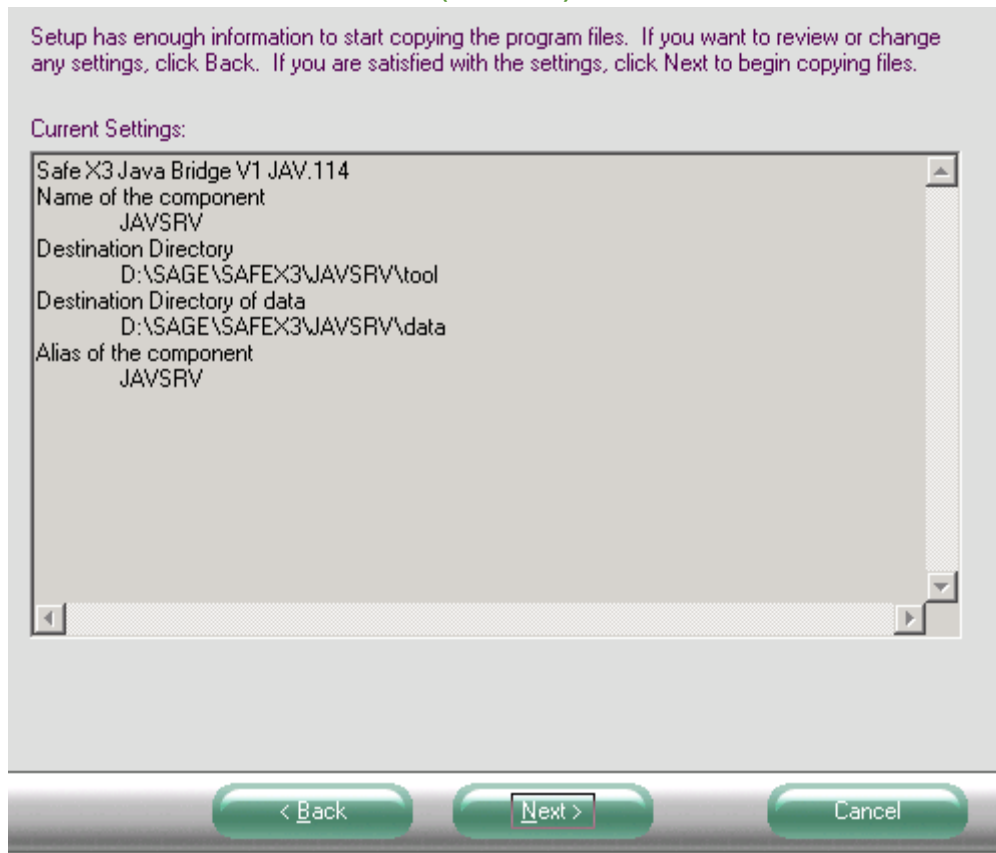 Setup has enough information to start copying the program files. If you want to review or change
any settings, click Back. If you are satisfied with the settings, click Next to begin copying files.
Current Settings:
Safe X3 Java Bridge V1 JAV.114
Name of the component
JAVSRV
Destination Directory
D:\SAGE\SAFEX3\JAVSRV\tool
Destination Directory of data
D:\SAGE\SAFEX3\JAVSRV\data
Alias of the component
JAVSRV
< Back
Next >
Cancel